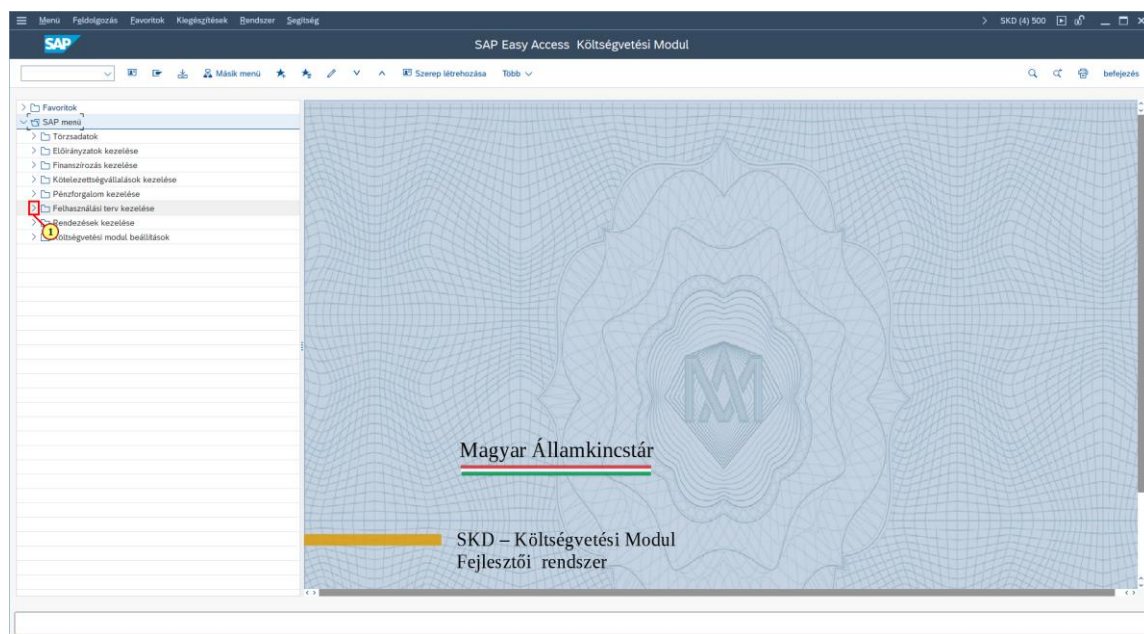 Menü Feldolgozás Favoritok Kiegészítések Rendszer Segítség SKD (4) 500
SAP SAP Easy Access Költségvetési Modul
Másik menü Szerep létrehozása Több befejezés
Favoritok
SAP menü
Törzsadatok
Előirányzatok kezelése
Finanszírozás kezelése
Kötelezettségvállalások kezelése
Pénzforgalom kezelése
Felhasználási terv kezelése
Rendezések kezelése
1
Költségvetési modul beállítások
Magyar Államkincstár
SKD – Költségvetési Modul
Fejlesztői rendszer